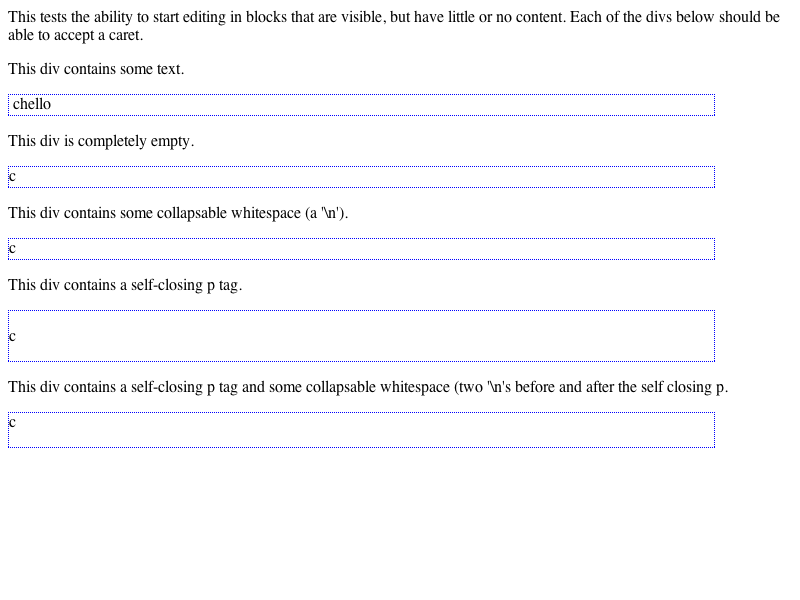 This tests the ability to start editing in blocks that are visible, but have little or no content. Each of the divs below should be
able to accept a caret.
This div contains some text.
chello
This div is completely empty.
c
This div contains some collapsable whitespace (a '\n').
c
This div contains a self-closing p tag.
c
This div contains a self-closing p tag and some collapsable whitespace (two '\n's before and after the self closing p.
c